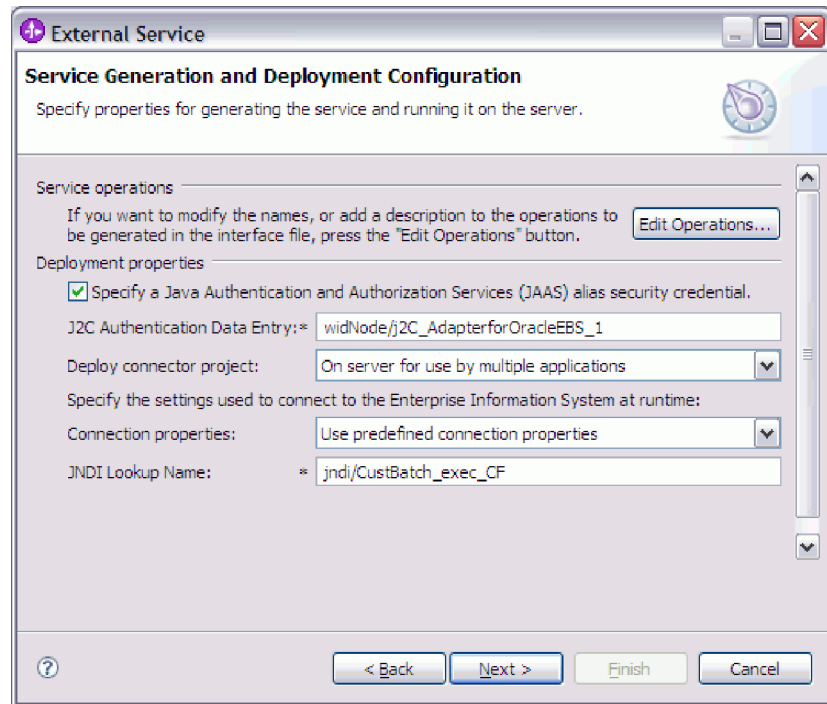 External Service
Service Generation and Deployment Configuration
Specify properties for generating the service and running it on the server.
Service operations
If you want to modify the names, or add a description to the operations to
be generated in the interface file, press the "Edit Operations" button.
Edit Operations...
Deployment properties
Specify a Java Authentication and Authorization Services (JAAS) alias security credential.
J2C Authentication Data Entry:* widNode/j2C_AdapterforOracleEBS_1
Deploy connector project: On server for use by multiple applications
Specify the settings used to connect to the Enterprise Information System at runtime:
Connection properties: Use predefined connection properties
JNDI Lookup Name: * jndi/CustBatch_exec_CF
? < Back Next > Finish Cancel